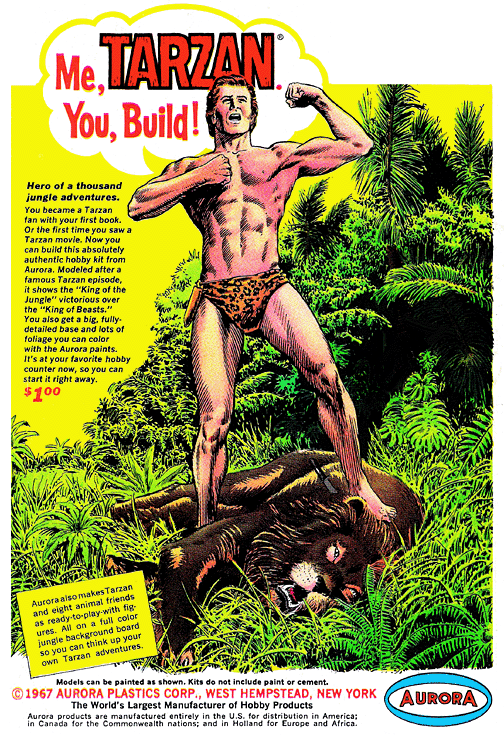 Me, TARZAN®.
You, Build!
Hero of a thousand
jungle adventures.
You became a Tarzan
fan with your first book.
Or the first time you saw a
Tarzan movie. Now you
can build this absolutely
authentic hobby kit from
Aurora. Modeled after a
famous Tarzan episode,
it shows the "King of the
Jungle" victorious over
the "King of Beasts."
You also get a big, fully-
detailed base and lots of
foliage you can color
with the Aurora paints.
It's at your favorite hobby
counter now, so you can
start it right away.
$1⁰⁰
Aurora also makes Tarzan
and eight animal friends
as ready-to-play-with fig-
ures. All on a full color
jungle background board
so you can think up your
own Tarzan adventures.
Models can be painted as shown. Kits do not include paint or cement.
©1967 AURORA PLASTICS CORP., WEST HEMPSTEAD, NEW YORK
The World's Largest Manufacturer of Hobby Products
Aurora products are manufactured entirely in the U.S. for distribution in America;
in Canada for the Commonwealth nations; and in Holland for Europe and Africa.
AURORA